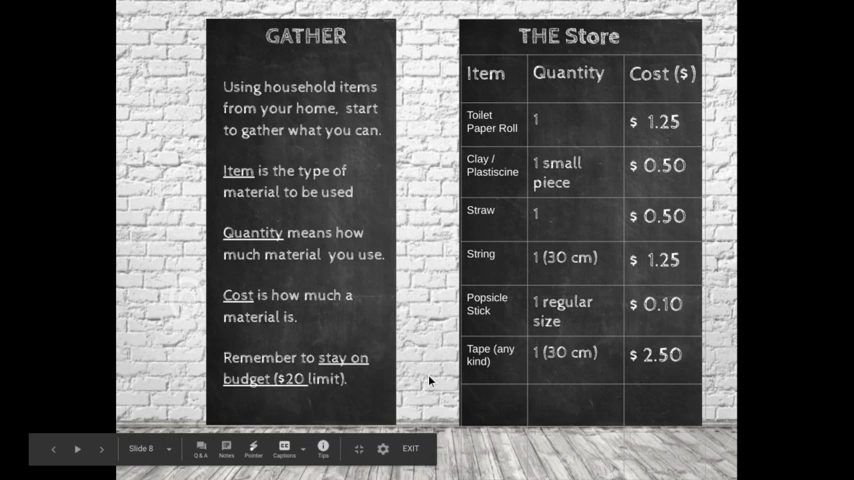 GATHER
Using household items
from your home, start
to gather what you can.
Item is the type of
material to be used
Quantity means how
much material you use.
Cost is how much a
material is.
Remember to stay on
budget ($20 limit).
THE Store
Item Quantity Cost ($)
Toilet
Paper Roll
1
$ 1.25
Clay /
Plastiscine
1 small
piece
$ 0.50
Straw
1
$ 0.50
String
1 (30 cm)
$ 1.25
Popsicle
Stick
1 regular
size
$ 0.10
Tape (any
kind)
1 (30 cm)
$ 2.50
Slide 8
Q & A
Notes
Pointer
Captions
Tips
EXIT